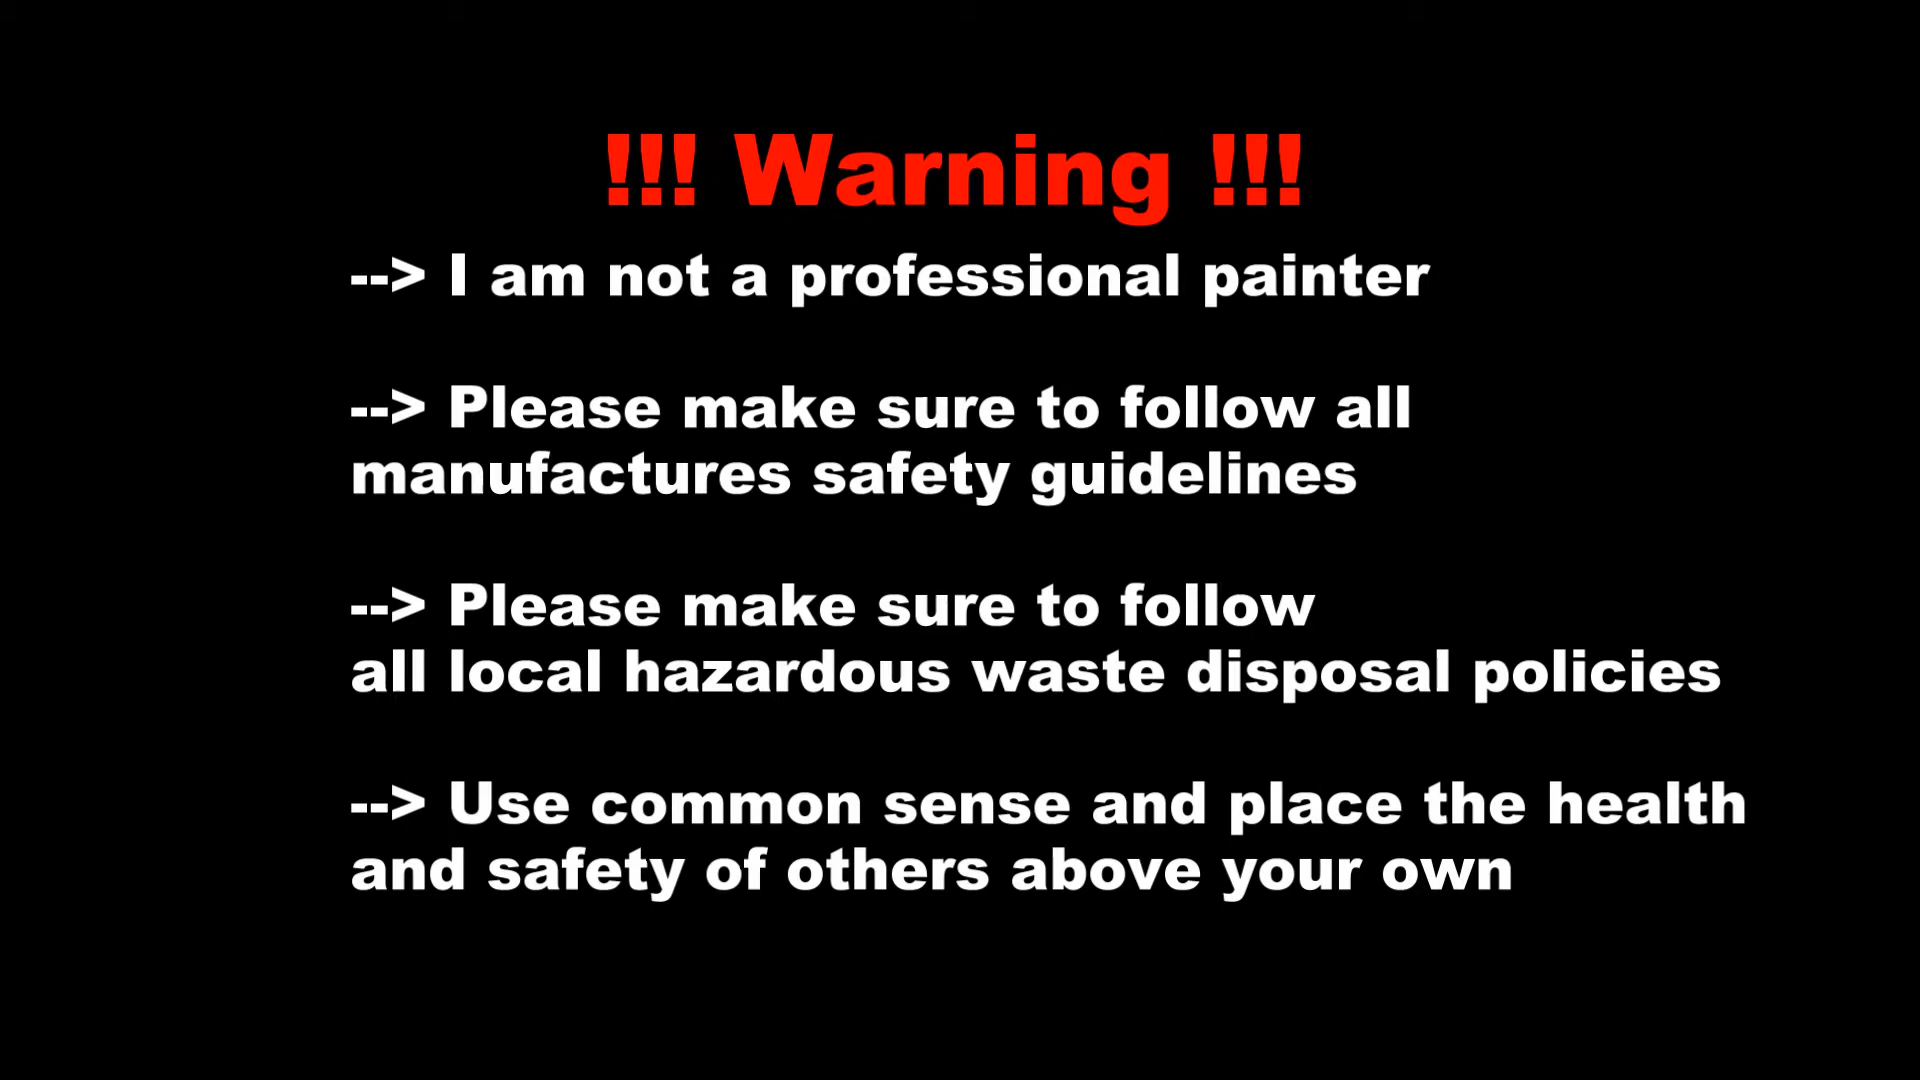 !!! Warning !!!
--> I am not a professional painter
--> Please make sure to follow all
manufactures safety guidelines
--> Please make sure to follow
all local hazardous waste disposal policies
--> Use common sense and place the health
and safety of others above your own